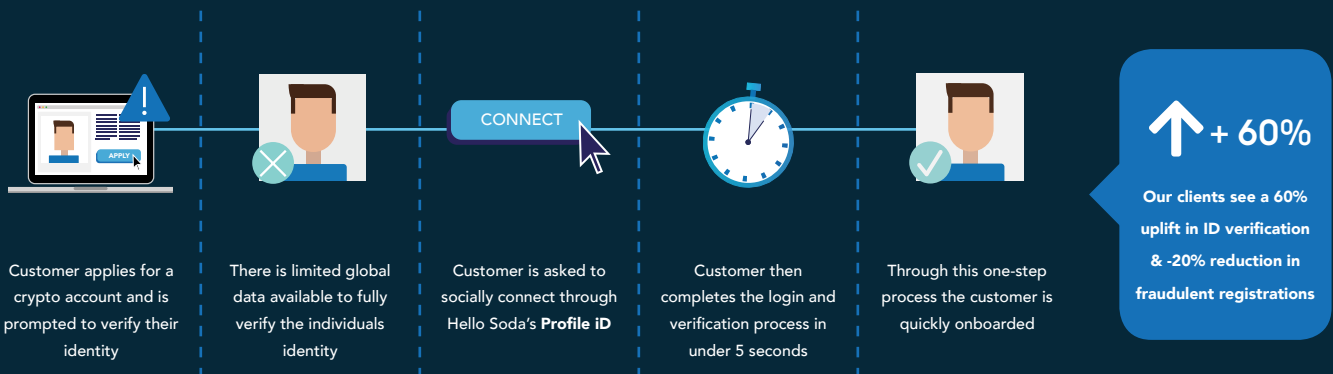 APPLY
Customer applies for a
crypto account and is
prompted to verify their
identity
There is limited global
data available to fully
verify the individuals
identity
CONNECT
Customer is asked to
socially connect through
Hello Soda's Profile iD
Customer then
completes the login and
verification process in
under 5 seconds
Through this one-step
process the customer is
quickly onboarded
+ 60%
Our clients see a 60%
uplift in ID verification
& -20% reduction in
fraudulent registrations